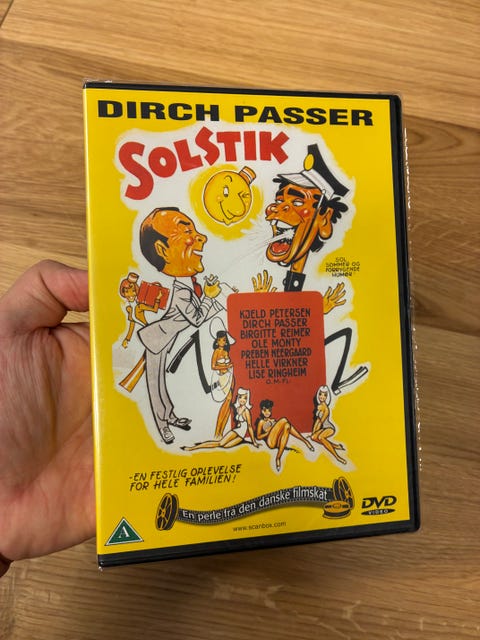 DIRCH PASSER
SOLSTIK
SOL
SOMMER OG
FORRYGENDE
HUMØR!
KJELD PETERSEN
DIRCH PASSER
BIRGITTE REIMER
OLE MONTY
PREBEN NEERGAARD
HELLE VIRKNER
LISE RINGHEIM
O.M.FL.
-EN FESTLIG OPLEVELSE
FOR HELE FAMILIEN!
En perle fra den danske filmskat
www.scanbox.com
A
DVD
VIDEO